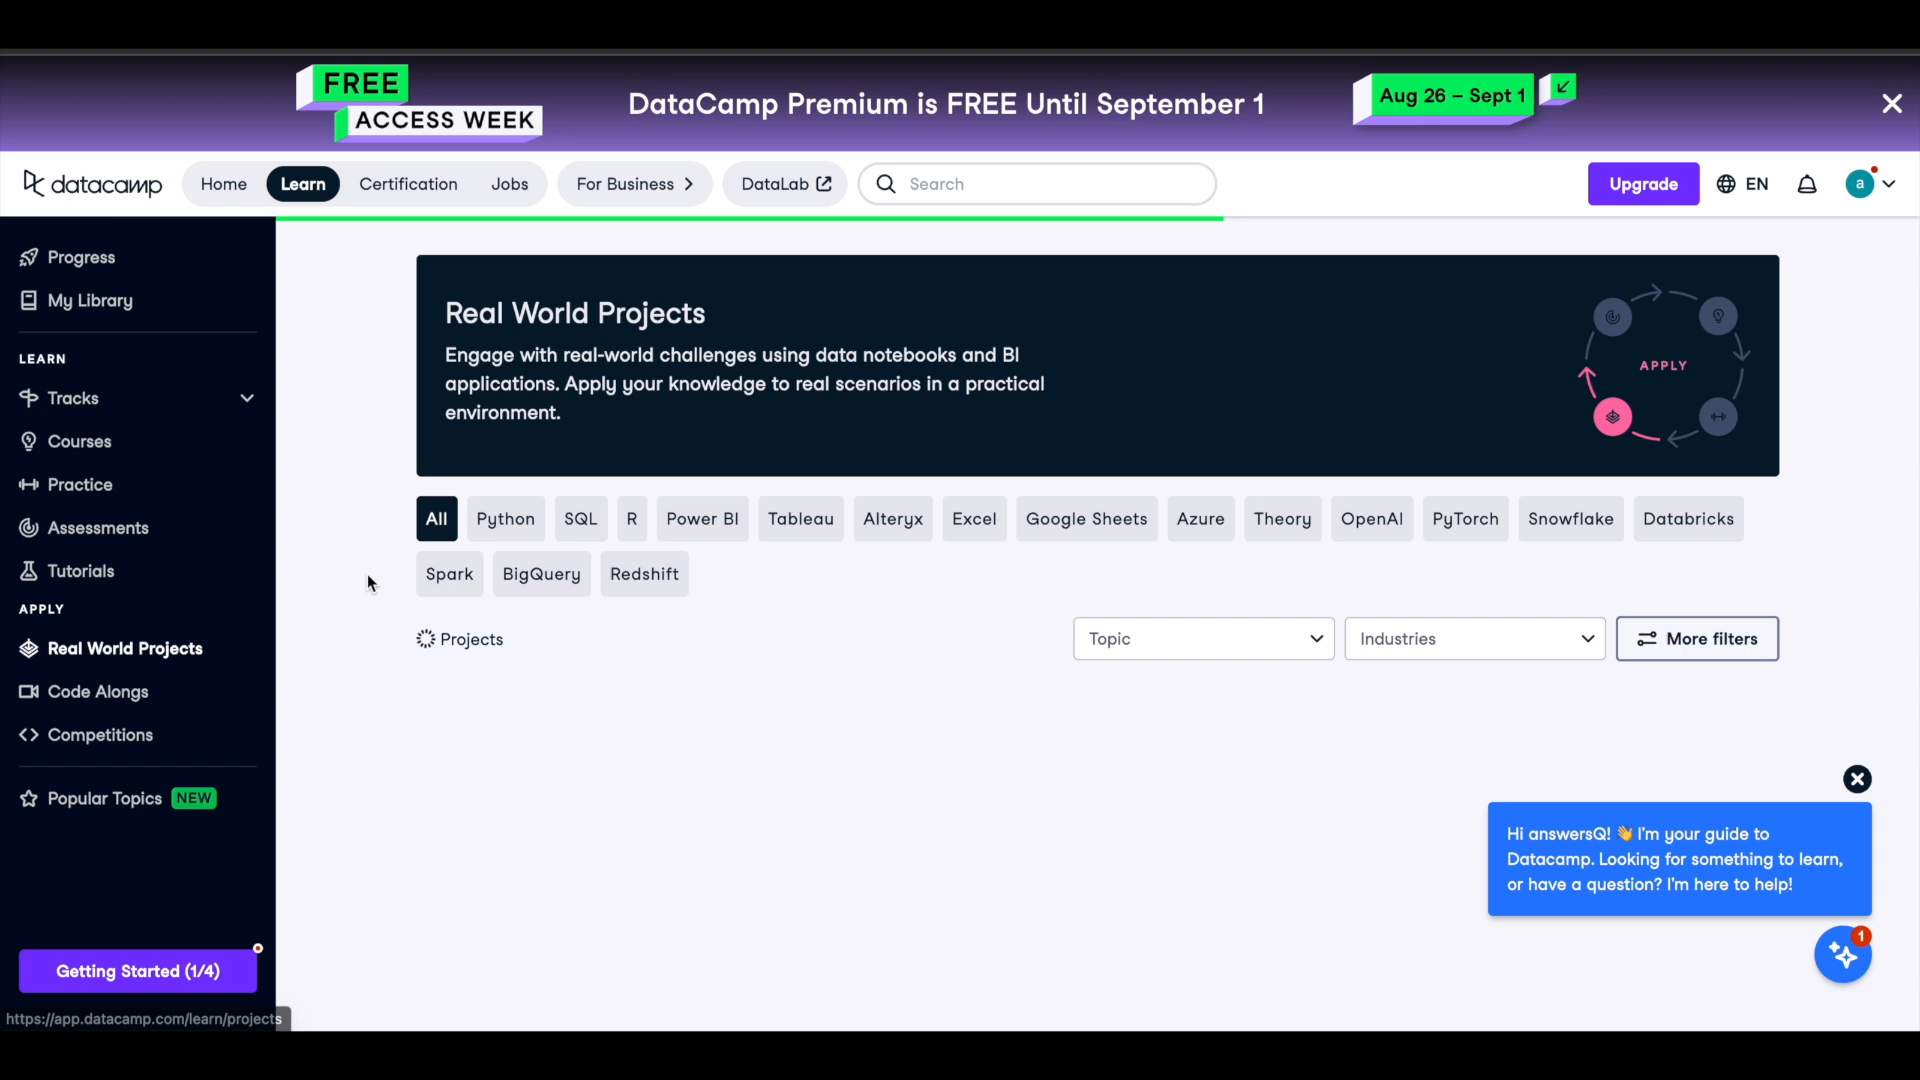 FREE
ACCESS WEEK
DataCamp Premium is FREE Until September 1
Aug 26 – Sept 1
datacamp
Home
Learn
Certification
Jobs
For Business
DataLab
Search
Upgrade
EN
a
Progress
My Library
LEARN
Tracks
Courses
Practice
Assessments
Tutorials
APPLY
Real World Projects
Code Alongs
Competitions
Popular Topics NEW
Getting Started (1/4)
https://app.datacamp.com/learn/projects
Real World Projects
Engage with real-world challenges using data notebooks and BI
applications. Apply your knowledge to real scenarios in a practical
environment.
APPLY
All
Python
SQL
R
Power BI
Tableau
Alteryx
Excel
Google Sheets
Azure
Theory
OpenAI
PyTorch
Snowflake
Databricks
Spark
BigQuery
Redshift
Projects
Topic
Industries
More filters
Hi answersQ! 👋 I'm your guide to
Datacamp. Looking for something to learn,
or have a question? I'm here to help!
1